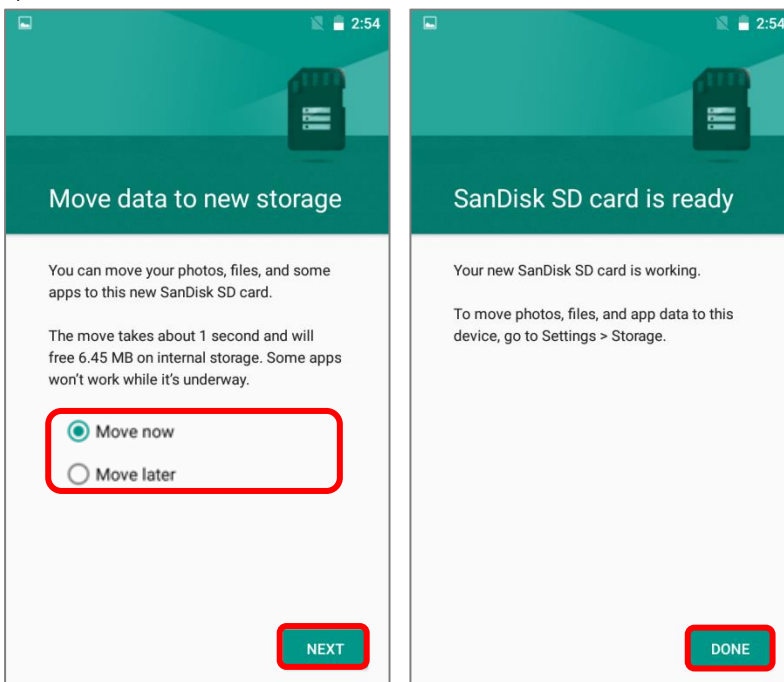 2:54
Move data to new storage
You can move your photos, files, and some
apps to this new SanDisk SD card.
The move takes about 1 second and will
free 6.45 MB on internal storage. Some apps
won't work while it's underway.
Move now
Move later
NEXT
2:54
SanDisk SD card is ready
Your new SanDisk SD card is working.
To move photos, files, and app data to this
device, go to Settings > Storage.
DONE